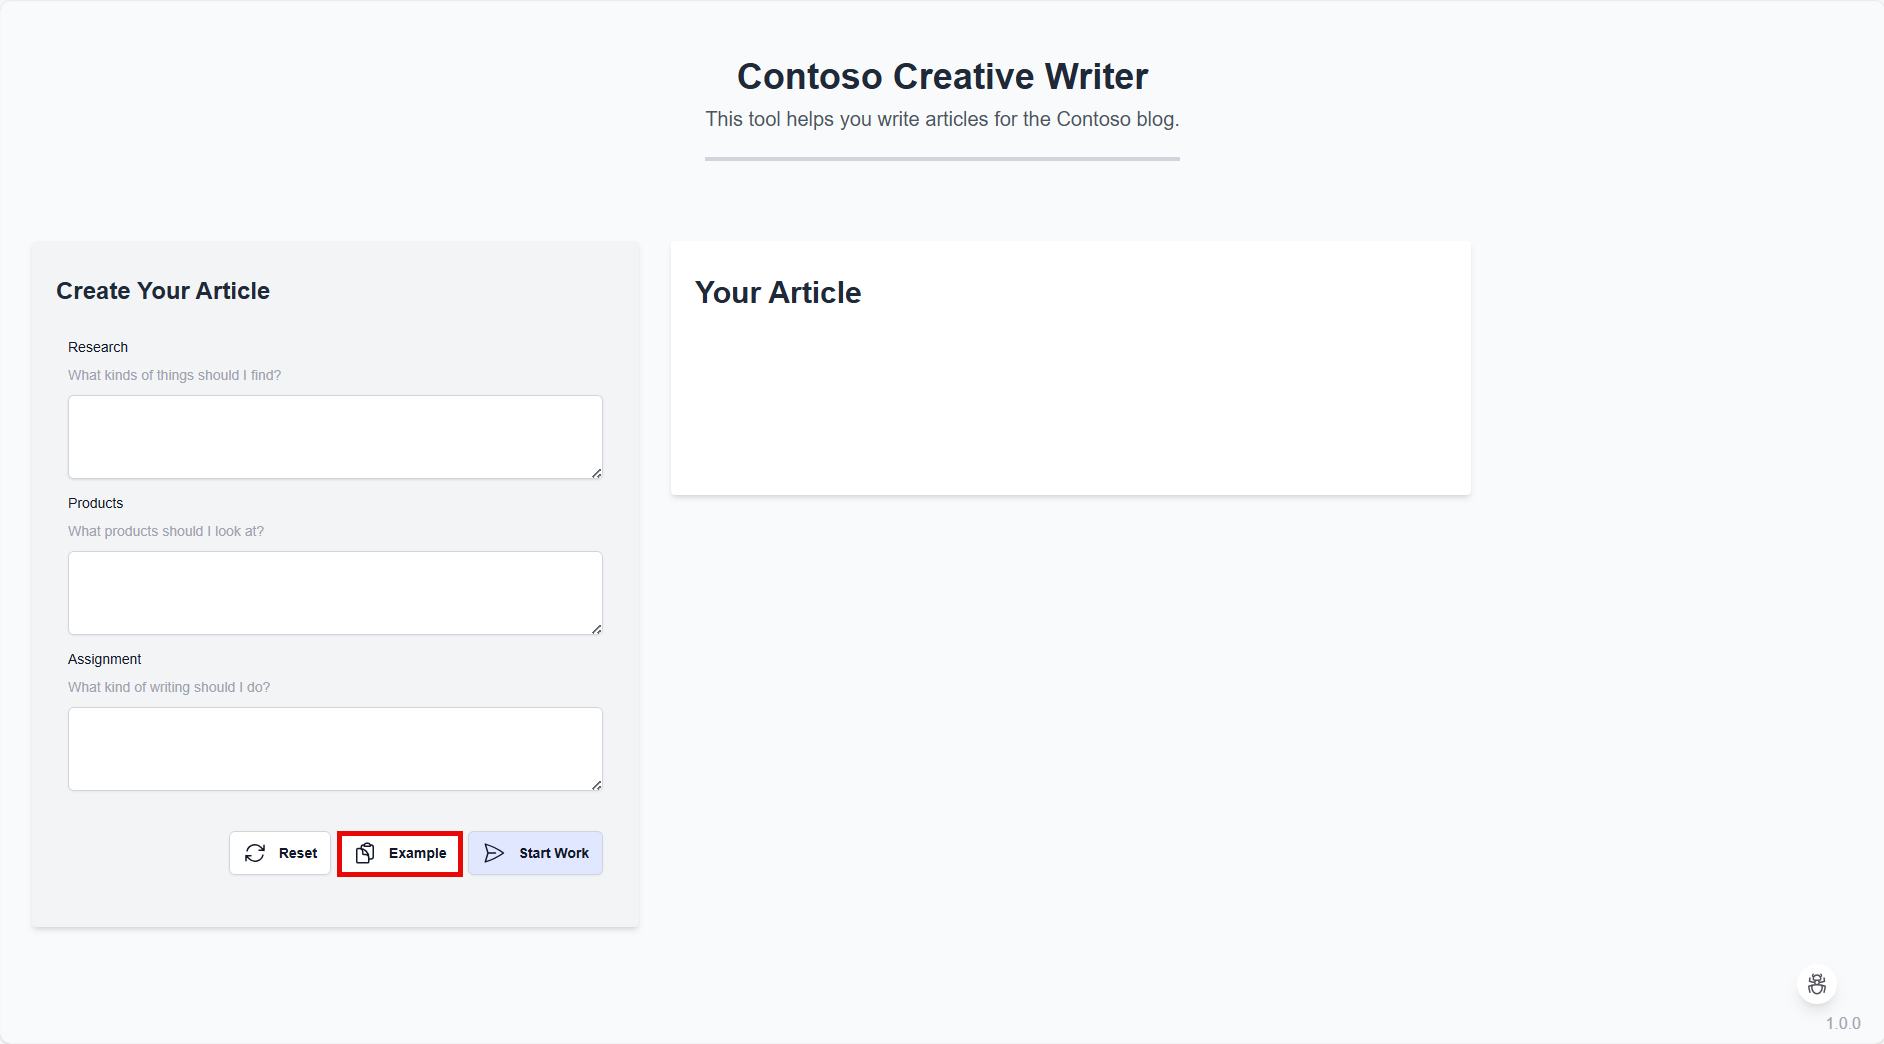 Contoso Creative Writer
This tool helps you write articles for the Contoso blog.
Create Your Article
Research
What kinds of things should I find?
Products
What products should I look at?
Assignment
What kind of writing should I do?
Reset
Example
Start Work
Your Article
1.0.0